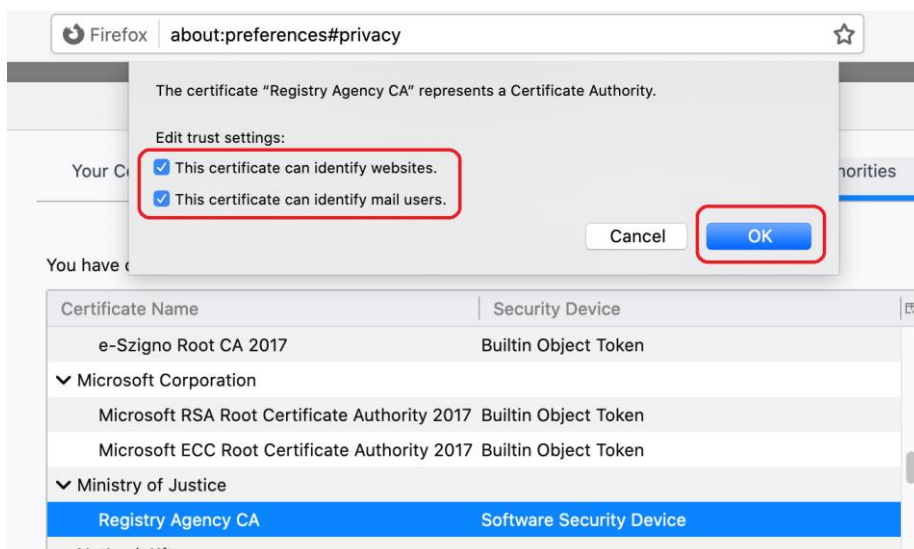 Firefox about:preferences#privacy
The certificate “Registry Agency CA” represents a Certificate Authority.
Edit trust settings:
This certificate can identify websites.
This certificate can identify mail users.
Your C
horities
Cancel OK
You have
Certificate Name Security Device
e-Szigno Root CA 2017 Builtin Object Token
Microsoft Corporation
Microsoft RSA Root Certificate Authority 2017 Builtin Object Token
Microsoft ECC Root Certificate Authority 2017 Builtin Object Token
Ministry of Justice
Registry Agency CA Software Security Device